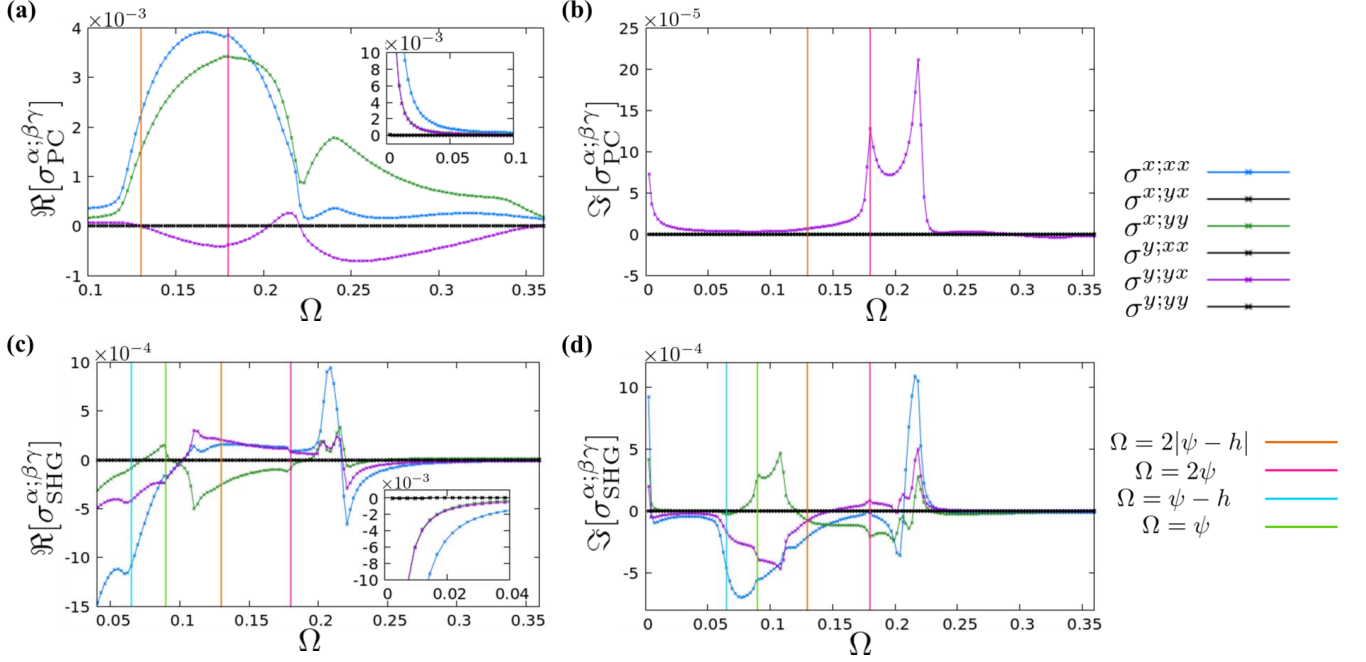 (a)
×10⁻³
4
3
2
1
0
-1
ℜ[σ_PC^{α;βγ}]
0.1 0.15 0.2 0.25 0.3 0.35
Ω
×10⁻³
10
8
6
4
2
0
0 0.05 0.1
(b)
×10⁻⁵
25
20
15
10
5
0
-5
ℑ[σ_PC^{α;βγ}]
0 0.05 0.1 0.15 0.2 0.25 0.3 0.35
Ω
σ^{x;xx}
σ^{x;yx}
σ^{x;yy}
σ^{y;xx}
σ^{y;yx}
σ^{y;yy}
(c)
×10⁻⁴
10
5
0
-5
-10
-15
ℜ[σ_SHG^{α;βγ}]
0.05 0.1 0.15 0.2 0.25 0.3 0.35
Ω
×10⁻³
0
-2
-4
-6
-8
-10
0 0.02 0.04
(d)
×10⁻⁴
10
5
0
-5
ℑ[σ_SHG^{α;βγ}]
0 0.05 0.1 0.15 0.2 0.25 0.3 0.35
Ω
Ω = 2|ψ − h|
Ω = 2ψ
Ω = ψ − h
Ω = ψ